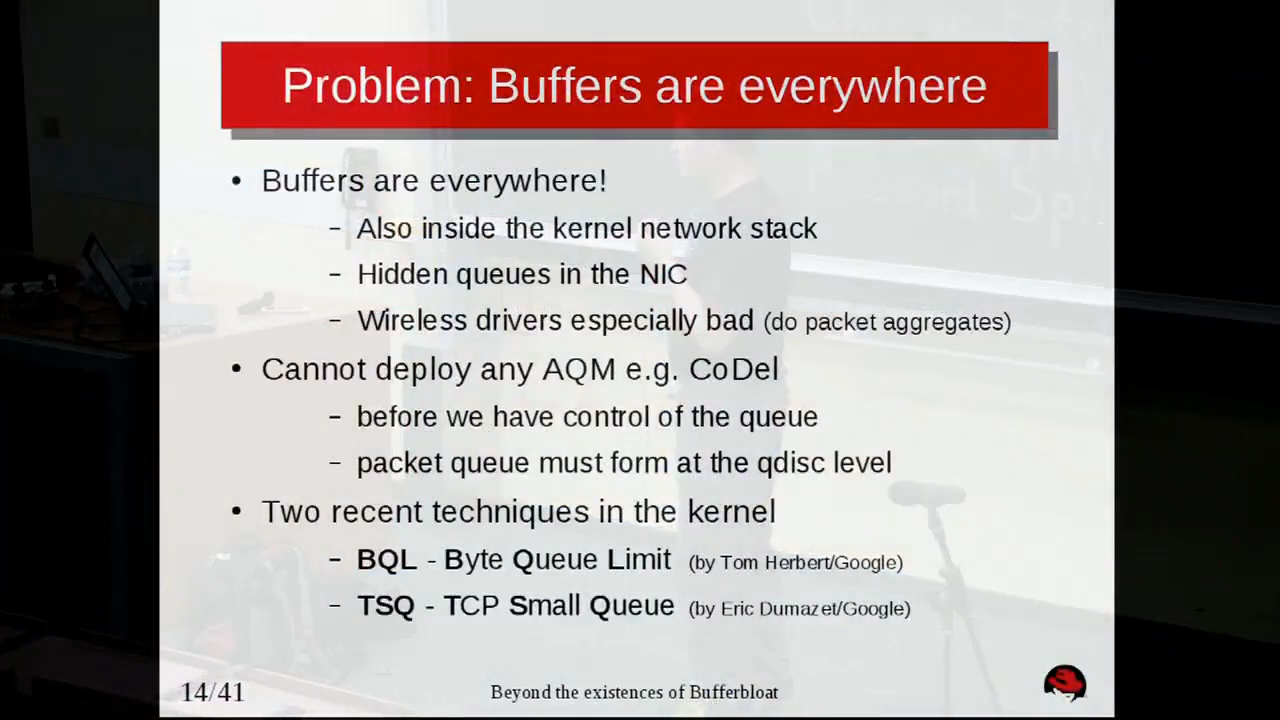 Problem: Buffers are everywhere
• Buffers are everywhere!
– Also inside the kernel network stack
– Hidden queues in the NIC
– Wireless drivers especially bad (do packet aggregates)
• Cannot deploy any AQM e.g. CoDel
– before we have control of the queue
– packet queue must form at the qdisc level
• Two recent techniques in the kernel
– BQL - Byte Queue Limit (by Tom Herbert/Google)
– TSQ - TCP Small Queue (by Eric Dumazet/Google)
14/41 Beyond the existences of Bufferbloat